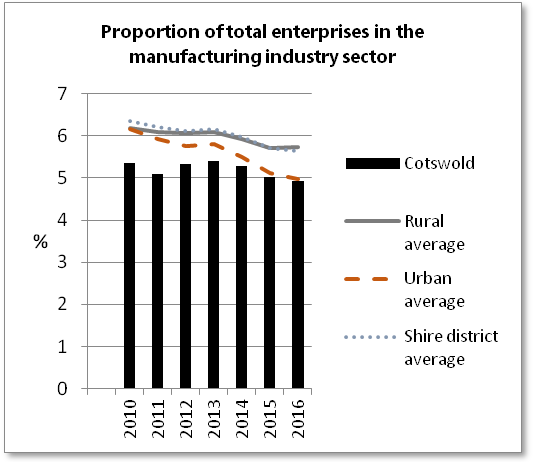 Proportion of total enterprises in the
manufacturing industry sector
7
6
5
4
3
2
1
0
%
2010
2011
2012
2013
2014
2015
2016
Cotswold
Rural
average
Urban
average
Shire district
average